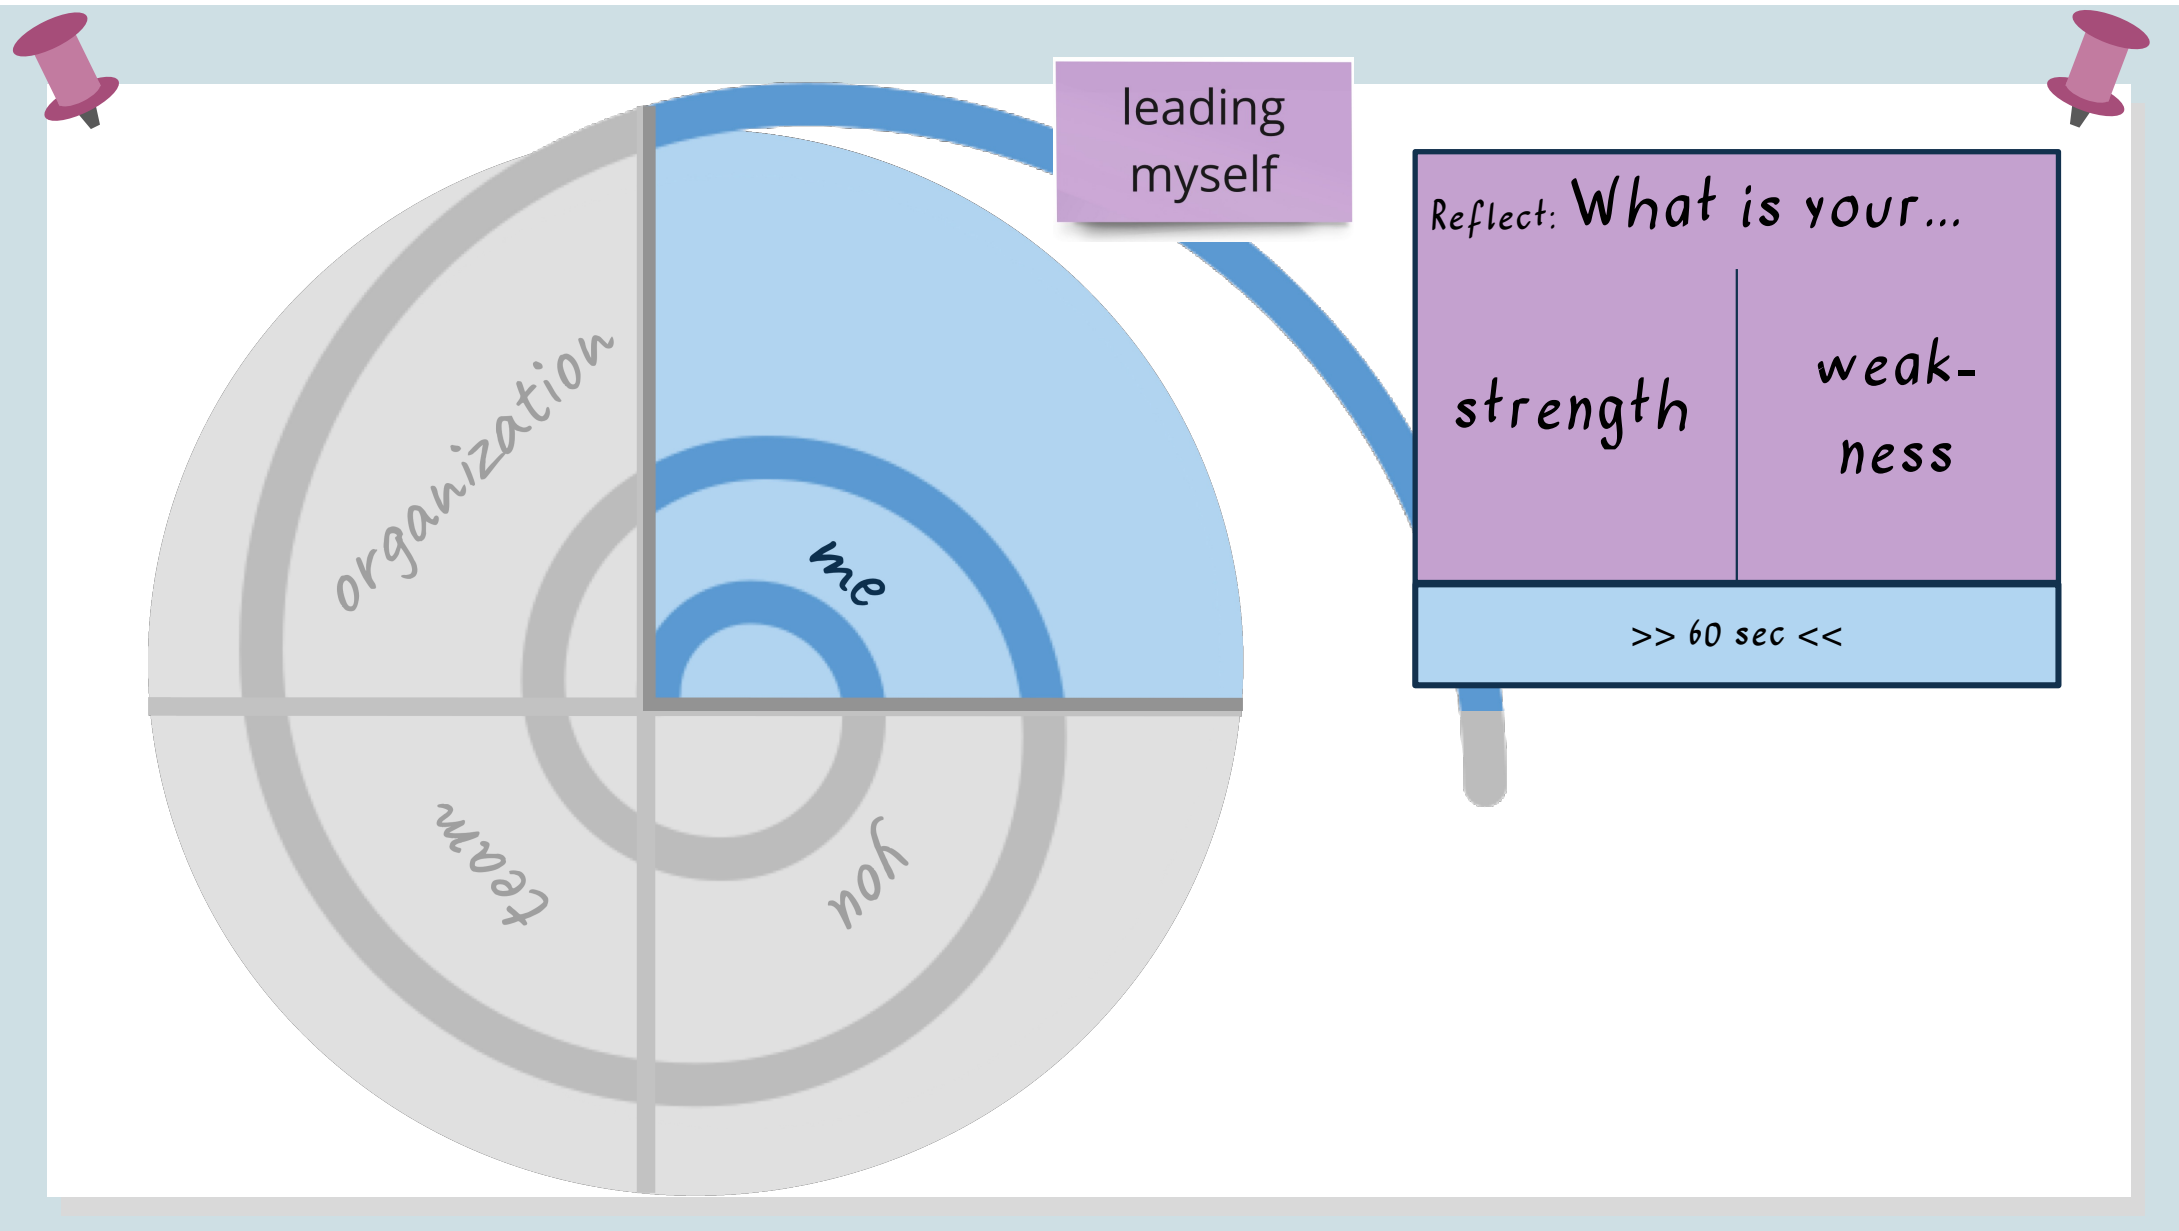 leading
myself
Reflect: What is your...
strength
weak-
ness
>> 60 sec <<
organization
me
team
you